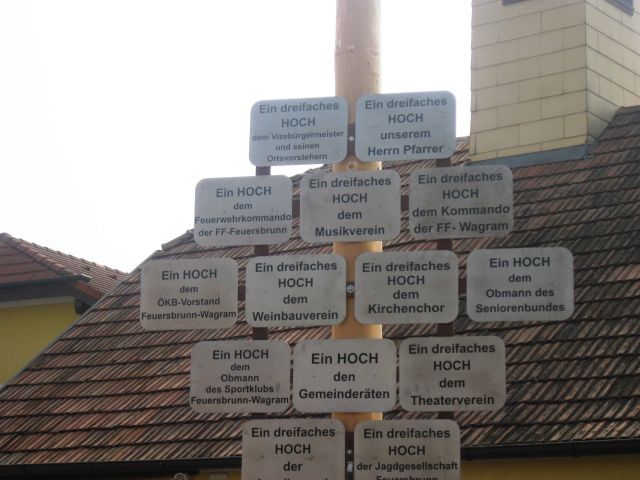 Ein dreifaches
HOCH
dem Vizebürgermeister
und seinen
Ortsvorstehern
Ein dreifaches
HOCH
unserem
Herrn Pfarrer
Ein HOCH
dem
Feuerwehrkommando
der FF-Feuersbrunn
Ein dreifaches
HOCH
dem
Musikverein
Ein dreifaches
HOCH
dem Kommando
der FF- Wagram
Ein HOCH
dem
ÖKB-Vorstand
Feuersbrunn-Wagram
Ein dreifaches
HOCH
dem
Weinbauverein
Ein dreifaches
HOCH
dem
Kirchenchor
Ein HOCH
dem
Obmann des
Seniorenbundes
Ein HOCH
dem
Obmann
des Sportklubs
Feuersbrunn-Wagram
Ein HOCH
den
Gemeinderäten
Ein dreifaches
HOCH
dem
Theaterverein
Ein dreifaches
HOCH
der
Ein dreifaches
HOCH
der Jagdgesellschaft
Feuersbrunn